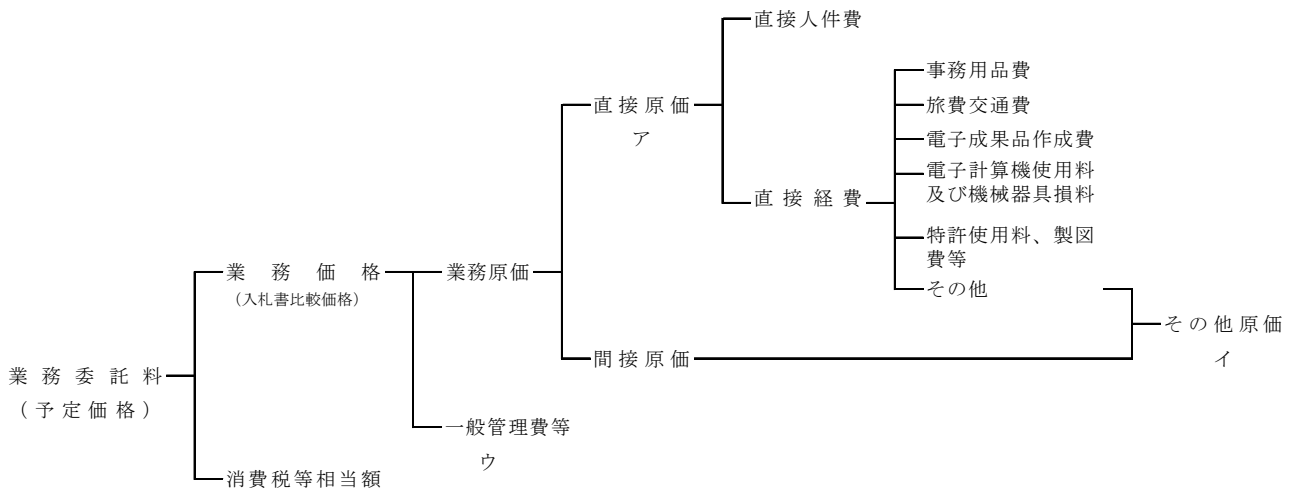 直接人件費
事務用品費
直接原価
ア
旅費交通費
電子成果品作成費
電子計算機使用料
及び機械器具損料
直接経費
特許使用料、製図
費等
業務価格
(入札書比較価格)
業務原価
その他
その他原価
イ
間接原価
業務委託料
(予定価格)
一般管理費等
ウ
消費税等相当額